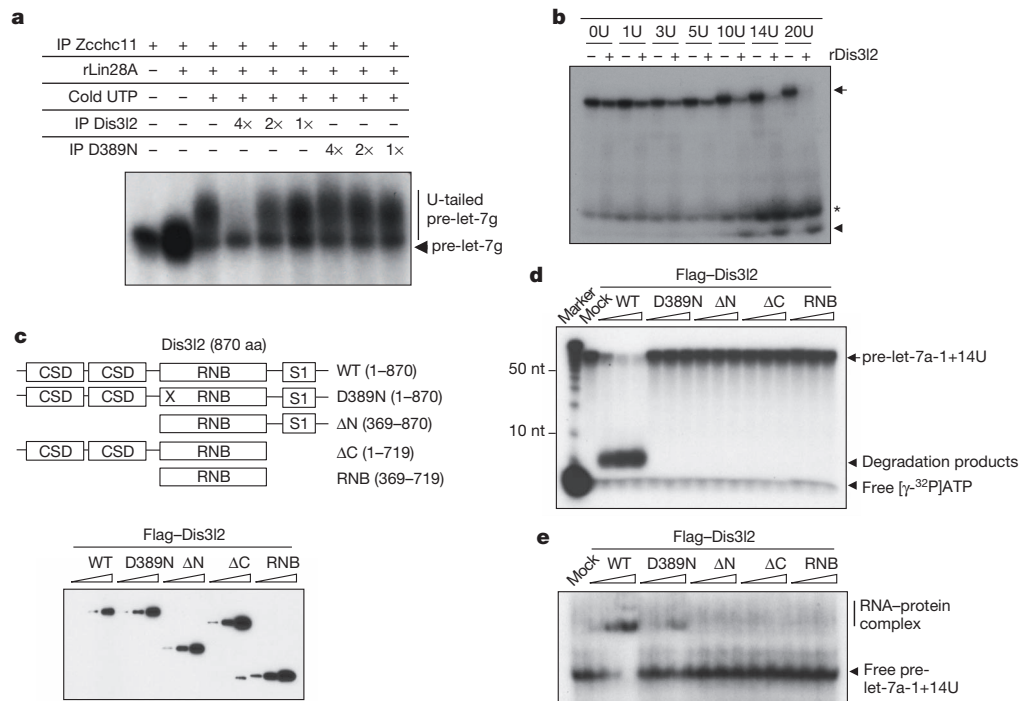 a
IP Zcchc11 + + + + + + + + +
rLin28A – + + + + + + + +
Cold UTP – – + + + + + + +
IP Dis3l2 – – – 4× 2× 1× – – –
IP D389N – – – – – – 4× 2× 1×
U-tailed
pre-let-7g
pre-let-7g
b
0U 1U 3U 5U 10U 14U 20U
– + – + – + – + – + – + – + rDis3l2
*
c
Dis3l2 (870 aa)
CSD CSD RNB S1 WT (1–870)
CSD CSD X RNB S1 D389N (1–870)
RNB S1 ΔN (369–870)
CSD CSD RNB ΔC (1–719)
RNB RNB (369–719)
Flag–Dis3l2
WT D389N ΔN ΔC RNB
d
Flag–Dis3l2
Marker Mock WT D389N ΔN ΔC RNB
50 nt
10 nt
pre-let-7a-1+14U
Degradation products
Free [γ-³²P]ATP
e
Flag–Dis3l2
Mock WT D389N ΔN ΔC RNB
RNA–protein
complex
Free pre-
let-7a-1+14U